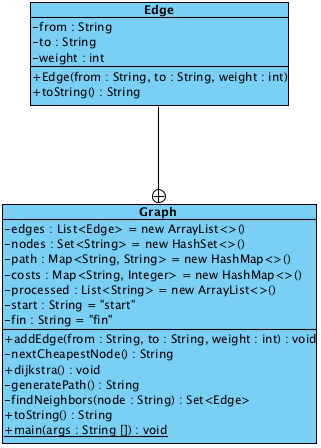 Edge
-from : String
-to : String
-weight : int
+Edge(from : String, to : String, weight : int)
+toString() : String
Graph
-edges : List<Edge> = new ArrayList<>()
-nodes : Set<String> = new HashSet<>()
-path : Map<String, String> = new HashMap<>()
-costs : Map<String, Integer> = new HashMap<>()
-processed : List<String> = new ArrayList<>()
-start : String = "start"
-fin : String = "fin"
+addEdge(from : String, to : String, weight : int) : void
-nextCheapestNode() : String
+dijkstra() : void
-generatePath() : String
-findNeighbors(node : String) : Set<Edge>
+toString() : String
+main(args : String []) : void